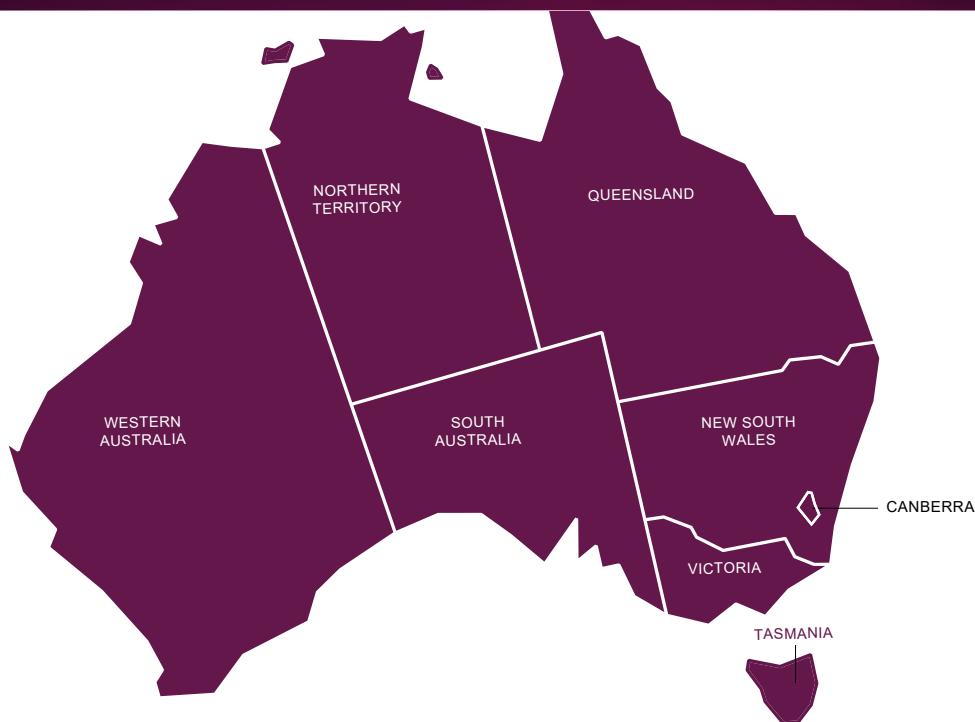 NORTHERN
TERRITORY
QUEENSLAND
WESTERN
AUSTRALIA
SOUTH
AUSTRALIA
NEW SOUTH
WALES
CANBERRA
VICTORIA
TASMANIA